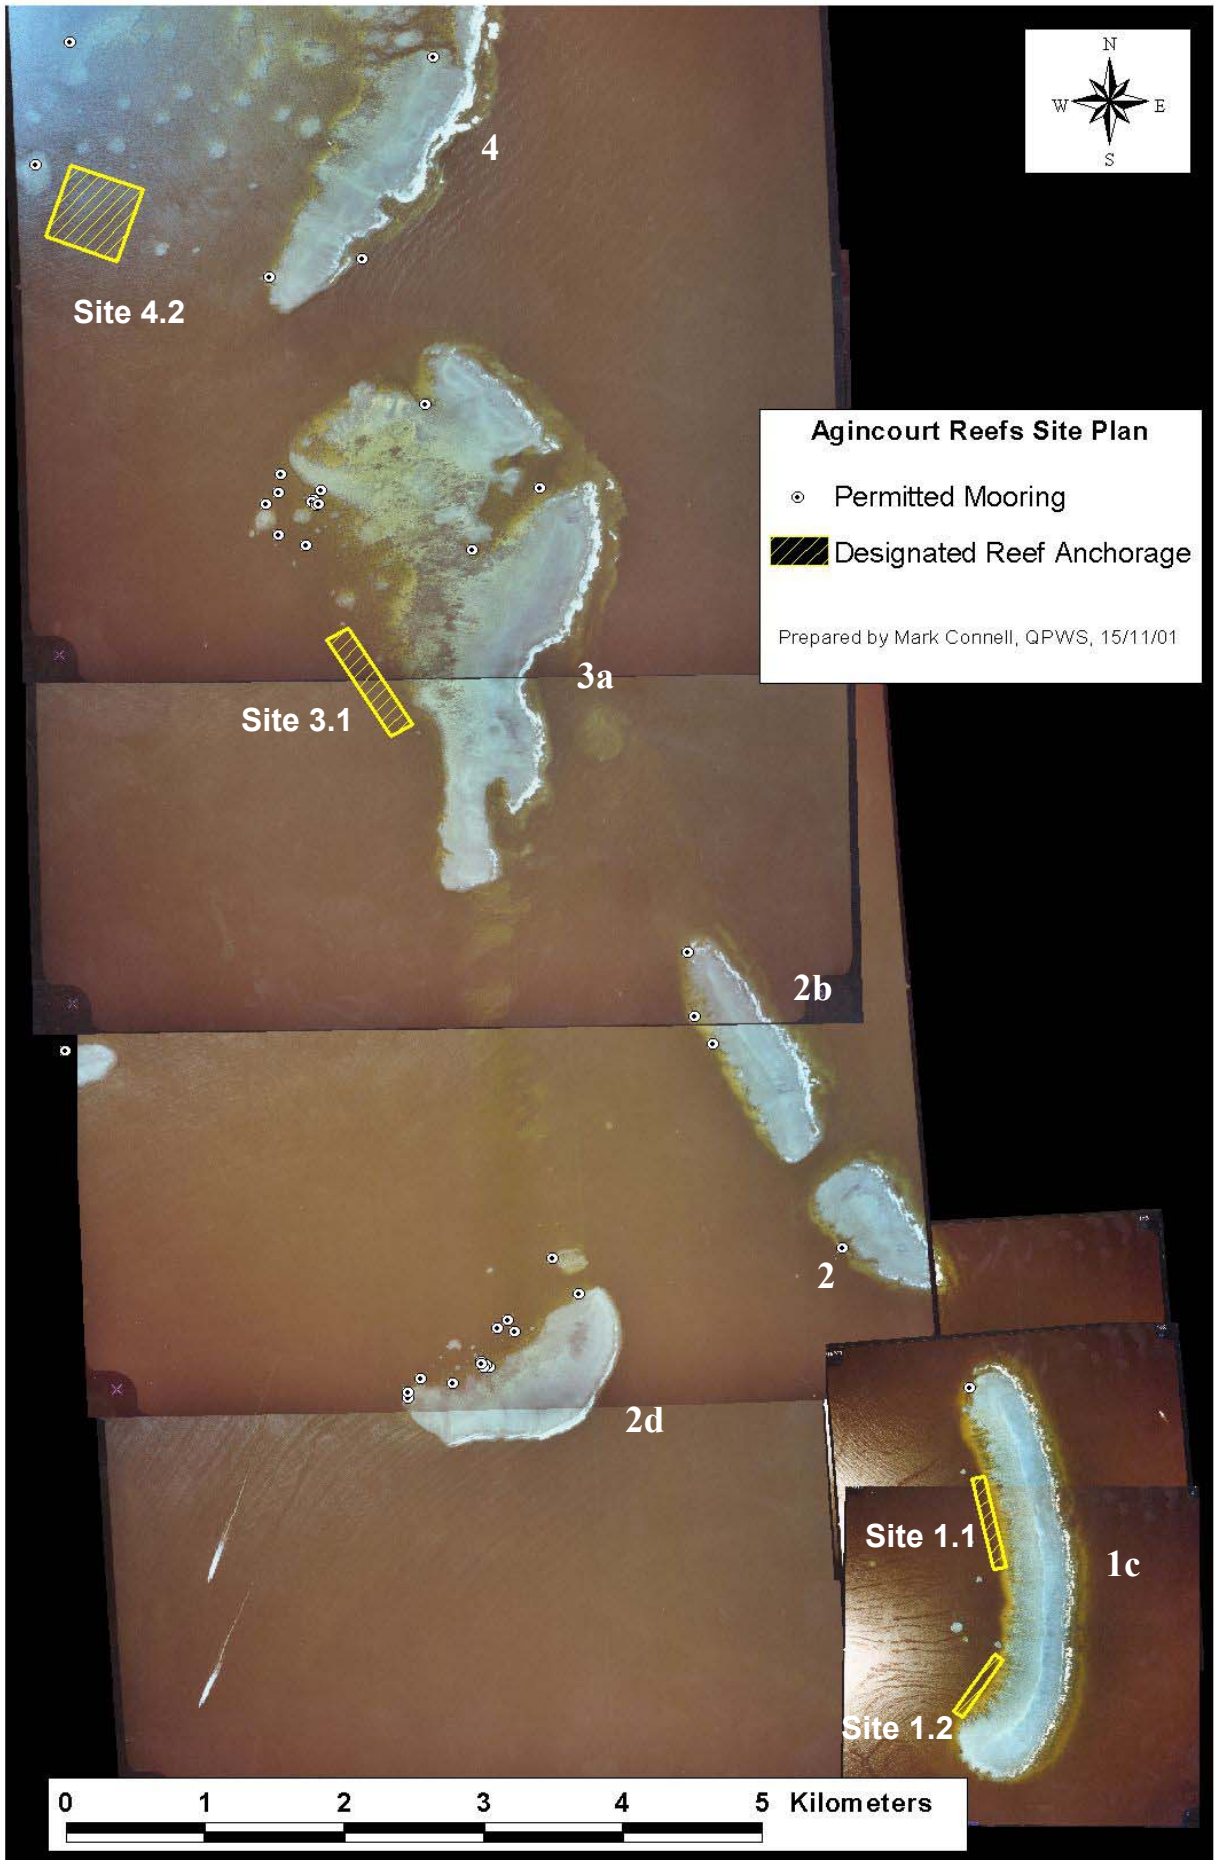 N
W E
S
4
Site 4.2
Agincourt Reefs Site Plan
Permitted Mooring
Designated Reef Anchorage
Prepared by Mark Connell, QPWS, 15/11/01
3a
Site 3.1
2b
2
2d
Site 1.1
1c
Site 1.2
0 1 2 3 4 5 Kilometers